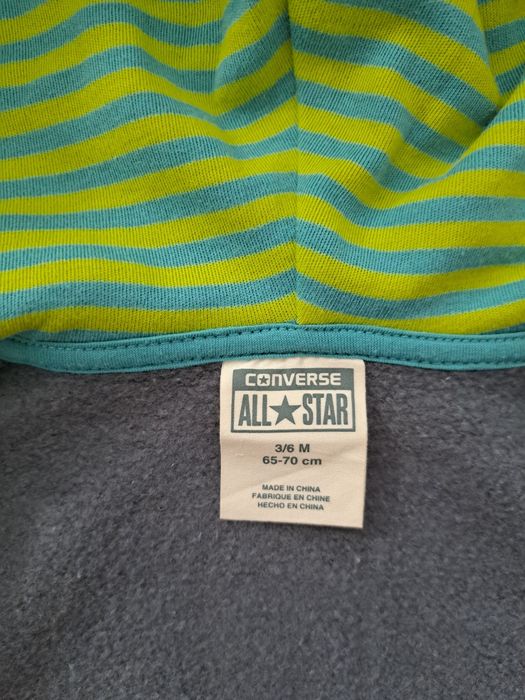 CONVERSE
ALL★STAR
3/6 M
65-70 cm
MADE IN CHINA
FABRIQUE EN CHINE
HECHO EN CHINA